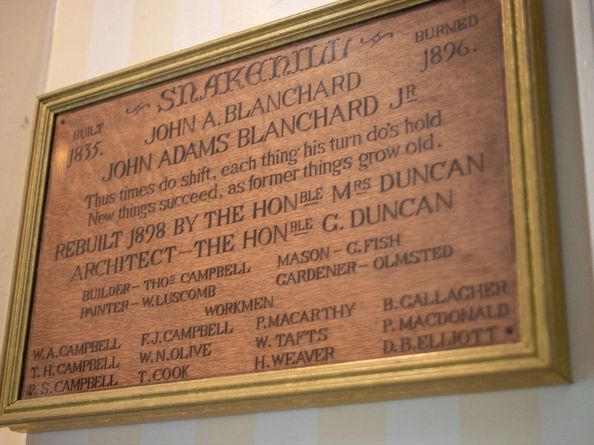 SNAKEHILL
BUILT 1835.
BURNED 1896.
JOHN A. BLANCHARD
JOHN ADAMS BLANCHARD JR
Thus times do shift, each thing his turn do's hold
New things succeed, as former things grow old.
REBUILT 1898 BY THE HONBLE MRS DUNCAN
ARCHITECT - THE HONBLE G. DUNCAN
BUILDER - THOS CAMPBELL MASON - G. FISH
PAINTER - W. LUSCOMB GARDENER - OLMSTED
WORKMEN
W. A. CAMPBELL F. J. CAMPBELL P. MACARTHY B. GALLAGHER
T. H. CAMPBELL W. N. OLIVE W. TAFTS P. MACDONALD
P. S. CAMPBELL T. COOK H. WEAVER D. B. ELLIOTT